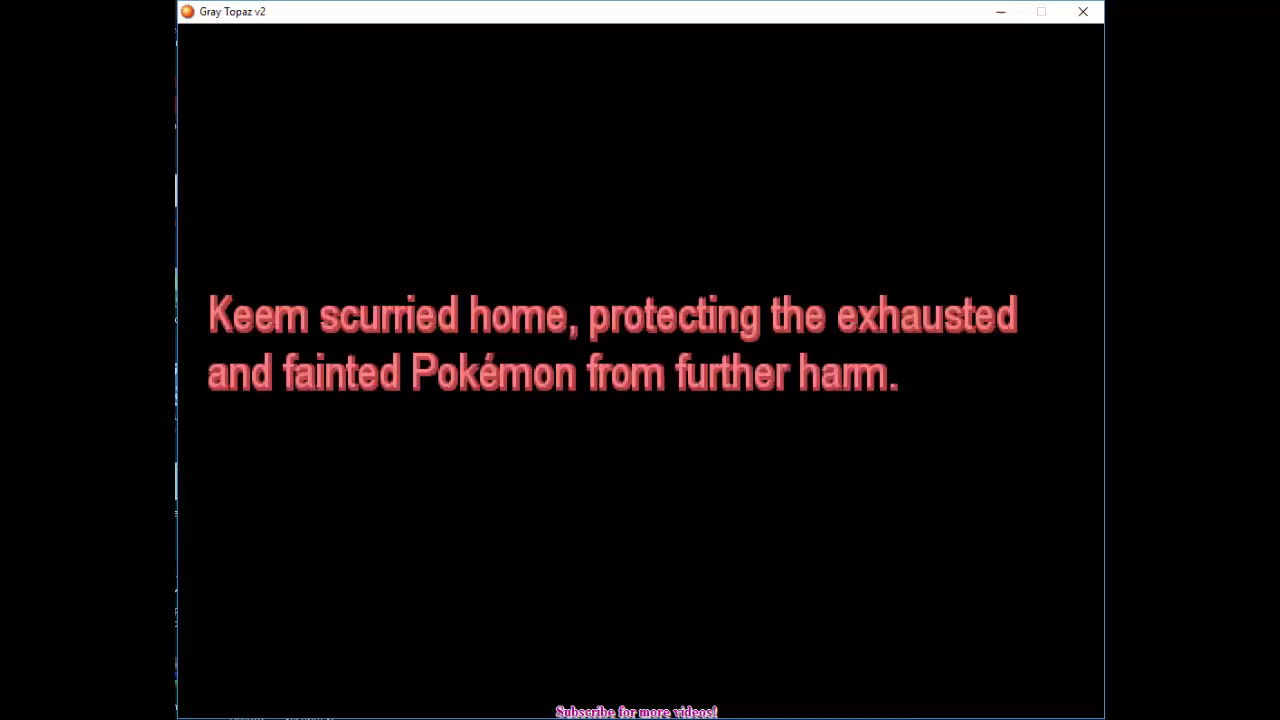 Gray Topaz v2
Keem scurried home, protecting the exhausted
and fainted Pokémon from further harm.
Subscribe for more videos!